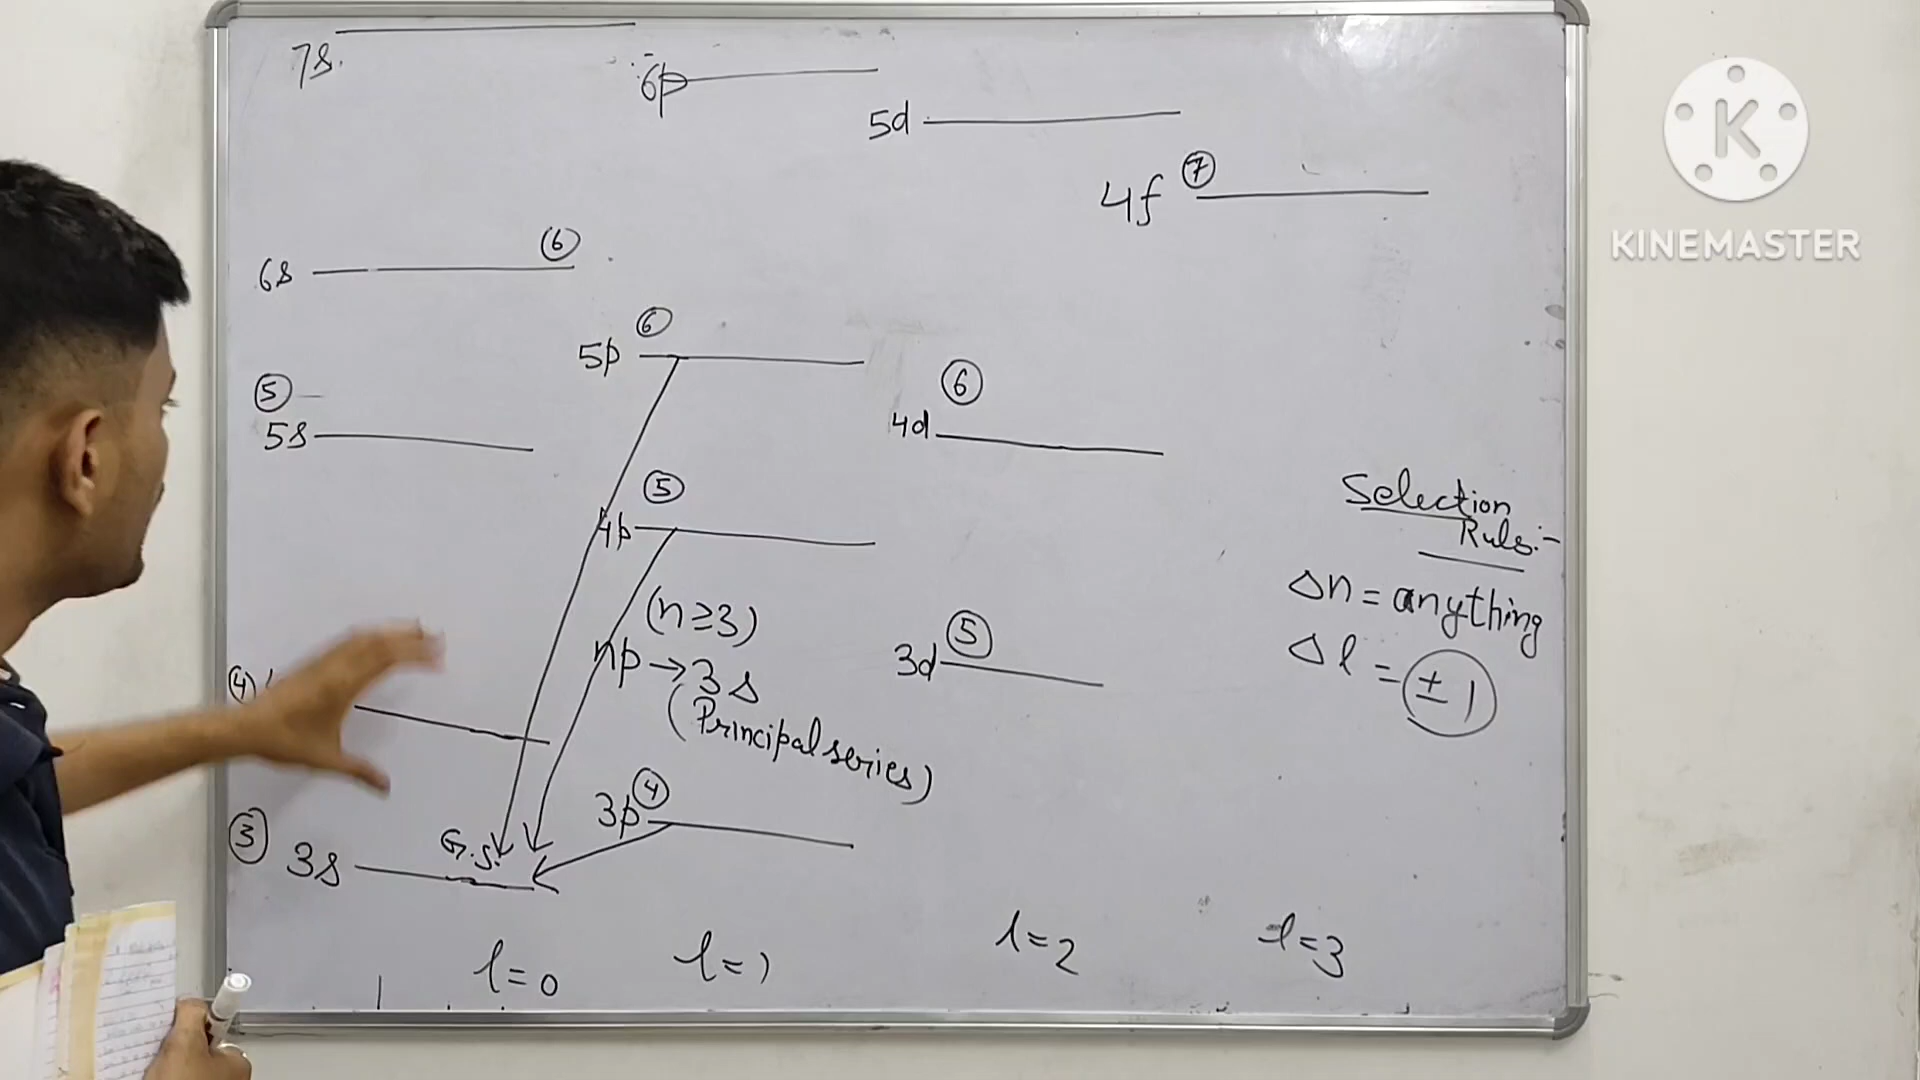 7s.
6p
5d
4f ⑦
6s ⑥
5p ⑥
⑤
5s
4d ⑥
4p ⑤
(n ≥ 3)
np → 3s
(Principal series)
3d ⑤
④
3p ④
③ 3s
G.S.
l = 0
l = 1
l = 2
l = 3
Selection
Rule:-
Δn = anything
Δl = ±1
K
KINEMASTER